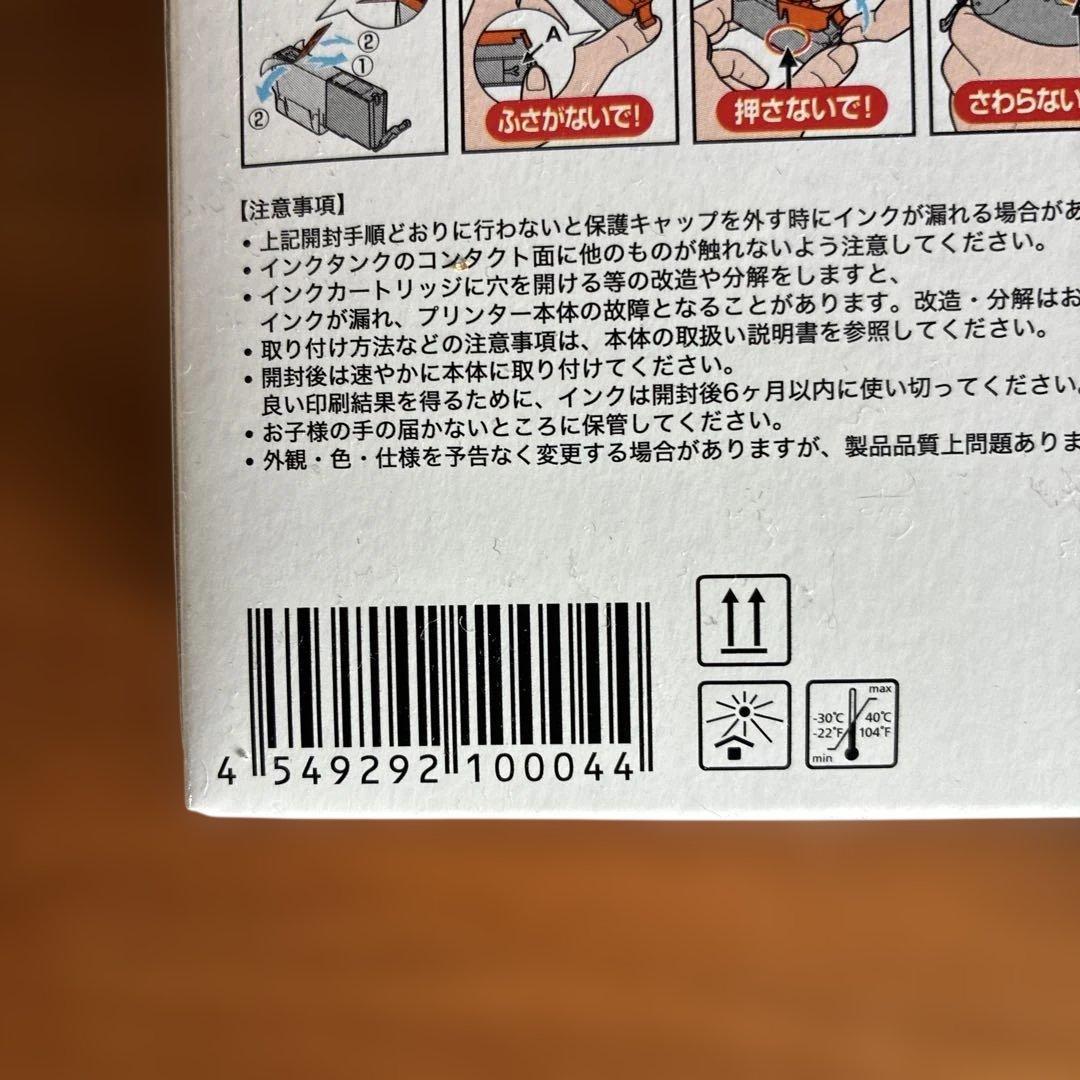 ②
①
②
A
ふさがないで!
押さないで!
さわらない
【注意事項】
• 上記開封手順どおりに行わないと保護キャップを外す時にインクが漏れる場合があ
• インクタンクのコンタクト面に他のものが触れないよう注意してください。
• インクカートリッジに穴を開ける等の改造や分解をしますと、
インクが漏れ、プリンター本体の故障となることがあります。改造・分解はお
• 取り付け方法などの注意事項は、本体の取扱い説明書を参照してください。
• 開封後は速やかに本体に取り付けてください。
良い印刷結果を得るために、インクは開封後6ヶ月以内に使い切ってください。
• お子様の手の届かないところに保管してください。
• 外観・色・仕様を予告なく変更する場合がありますが、製品品質上問題ありま
4 549292 100044
max
-30℃ 40℃
-22℉ 104℉
min